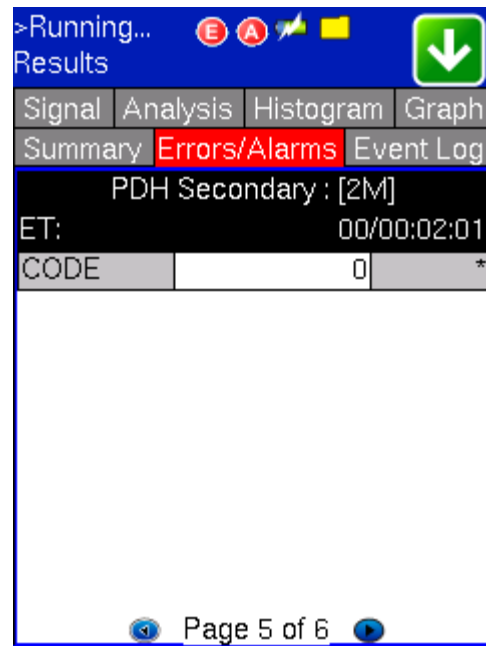 >Running... E A
Results
Signal Analysis Histogram Graph
Summary Errors/Alarms Event Log
PDH Secondary : [2M]
ET: 00/00:02:01
CODE 0 *
Page 5 of 6